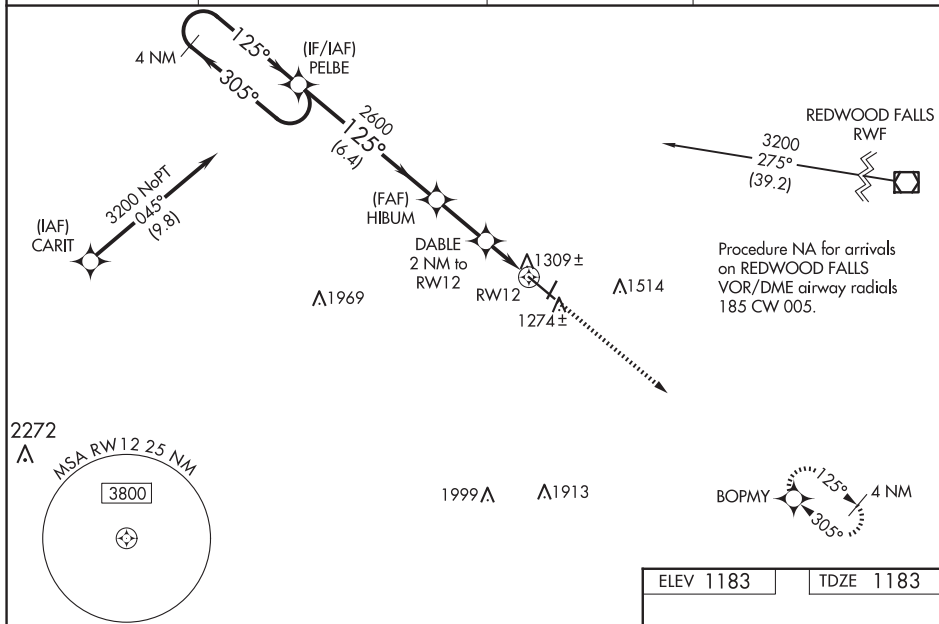 125°
4 NM
305°
(IF/IAF)
PELBE
2600
125°
(6.4)
REDWOOD FALLS
RWF
3200
275°
(39.2)
3200 NoPT
045°
(9.8)
(IAF)
CARIT
(FAF)
HIBUM
DABLE
2 NM to
RW12
1309±
RW12
1514
1274±
1969
Procedure NA for arrivals
on REDWOOD FALLS
VOR/DME airway radials
185 CW 005.
2272
MSA RW12 25 NM
3800
1999
1913
BOPMY
125°
4 NM
305°
ELEV 1183
TDZE 1183